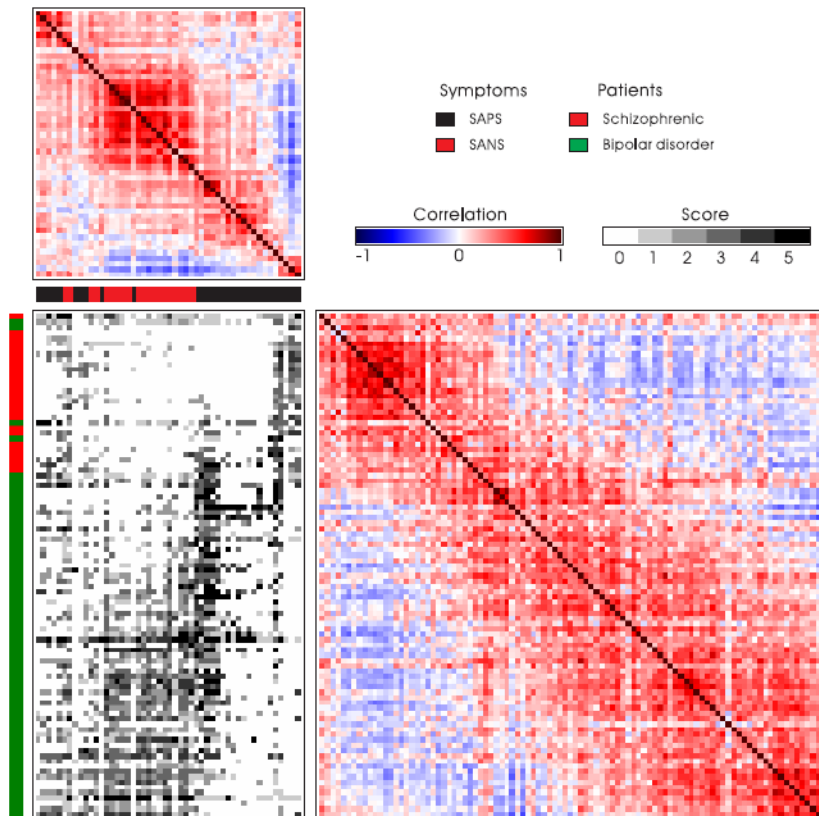 Symptoms Patients
SAPS Schizophrenic
SANS Bipolar disorder
Correlation Score
-1 0 1 0 1 2 3 4 5